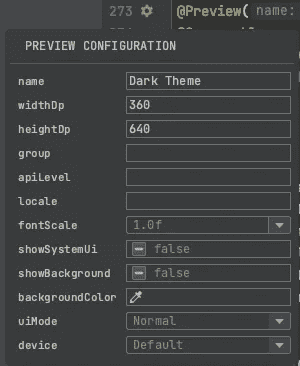 273 @Preview( name:
PREVIEW CONFIGURATION
name Dark Theme
widthDp 360
heightDp 640
group
apiLevel
locale
fontScale 1.0f
showSystemUi false
showBackground false
backgroundColor
uiMode Normal
device Default